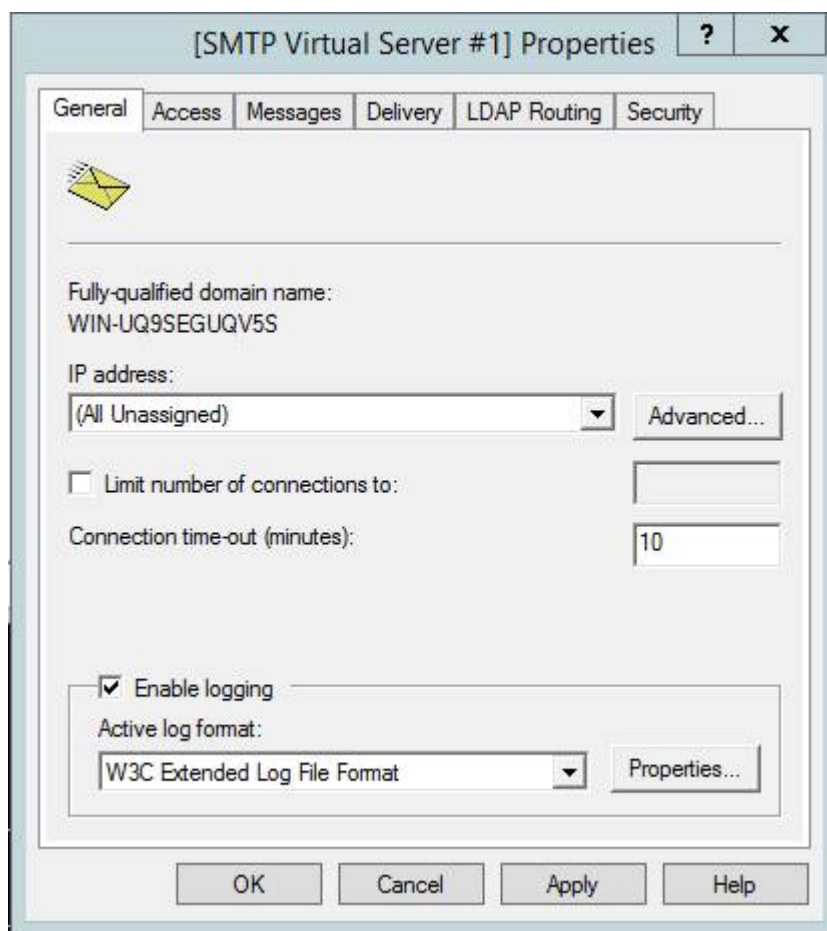 [SMTP Virtual Server #1] Properties ? x
General Access Messages Delivery LDAP Routing Security
Fully-qualified domain name:
WIN-UQ9SEGUQV5S
IP address:
(All Unassigned) Advanced...
Limit number of connections to:
Connection time-out (minutes): 10
Enable logging
Active log format:
W3C Extended Log File Format Properties...
OK Cancel Apply Help